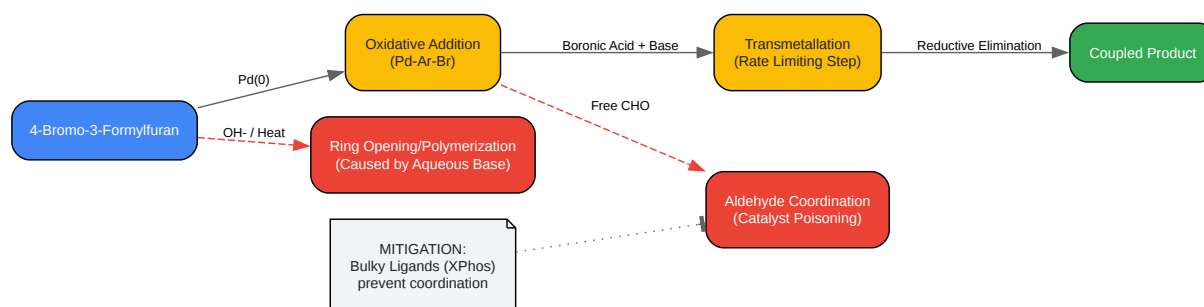 4-Bromo-3-Formylfuran
Pd(0)
OH- / Heat
Oxidative Addition
(Pd-Ar-Br)
Ring Opening/Polymerization
(Caused by Aqueous Base)
Boronic Acid + Base
Free CHO
Transmetallation
(Rate Limiting Step)
Reductive Elimination
Coupled Product
Aldehyde Coordination
(Catalyst Poisoning)
MITIGATION:
Bulky Ligands (XPhos)
prevent coordination